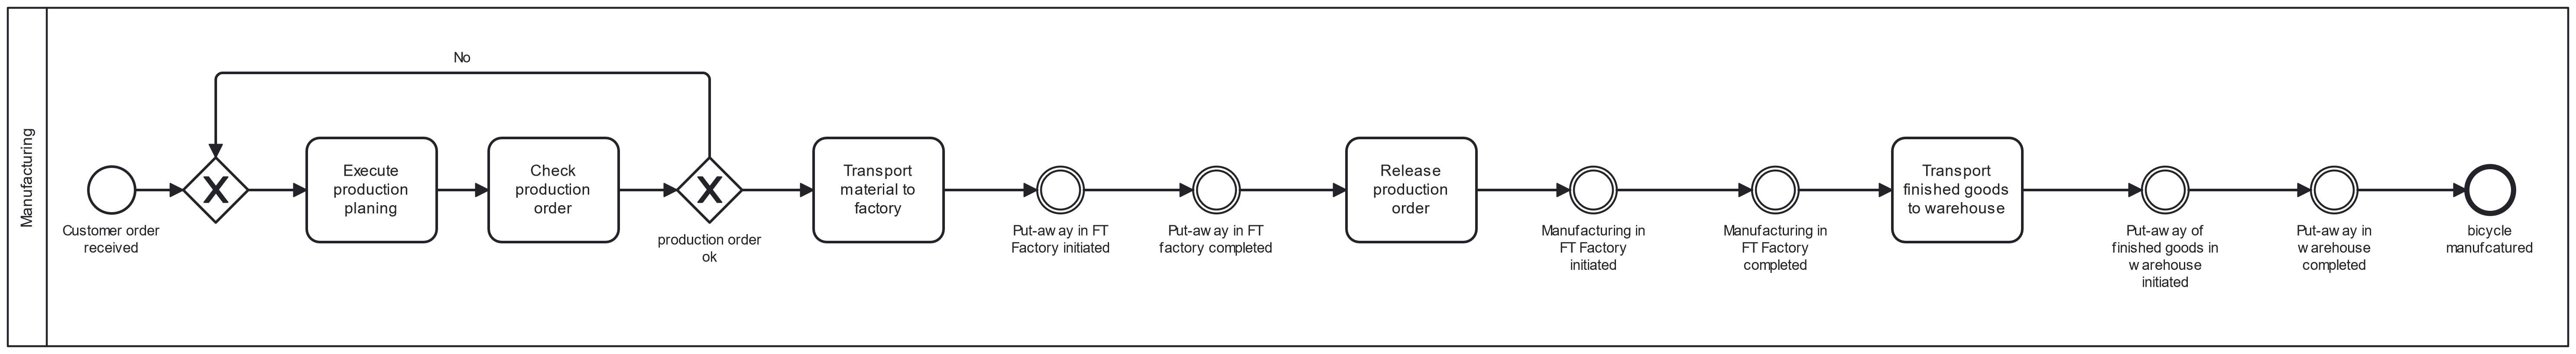 Manufacturing
No
Customer order
received
Execute
production
planing
Check
production
order
production order
ok
Transport
material to
factory
Put-away in FT
Factory initiated
Put-away in FT
factory completed
Release
production
order
Manufacturing in
FT Factory
initiated
Manufacturing in
FT Factory
completed
Transport
finished goods
to warehouse
Put-away of
finished goods in
warehouse
initiated
Put-away in
warehouse
completed
bicycle
manufcatured